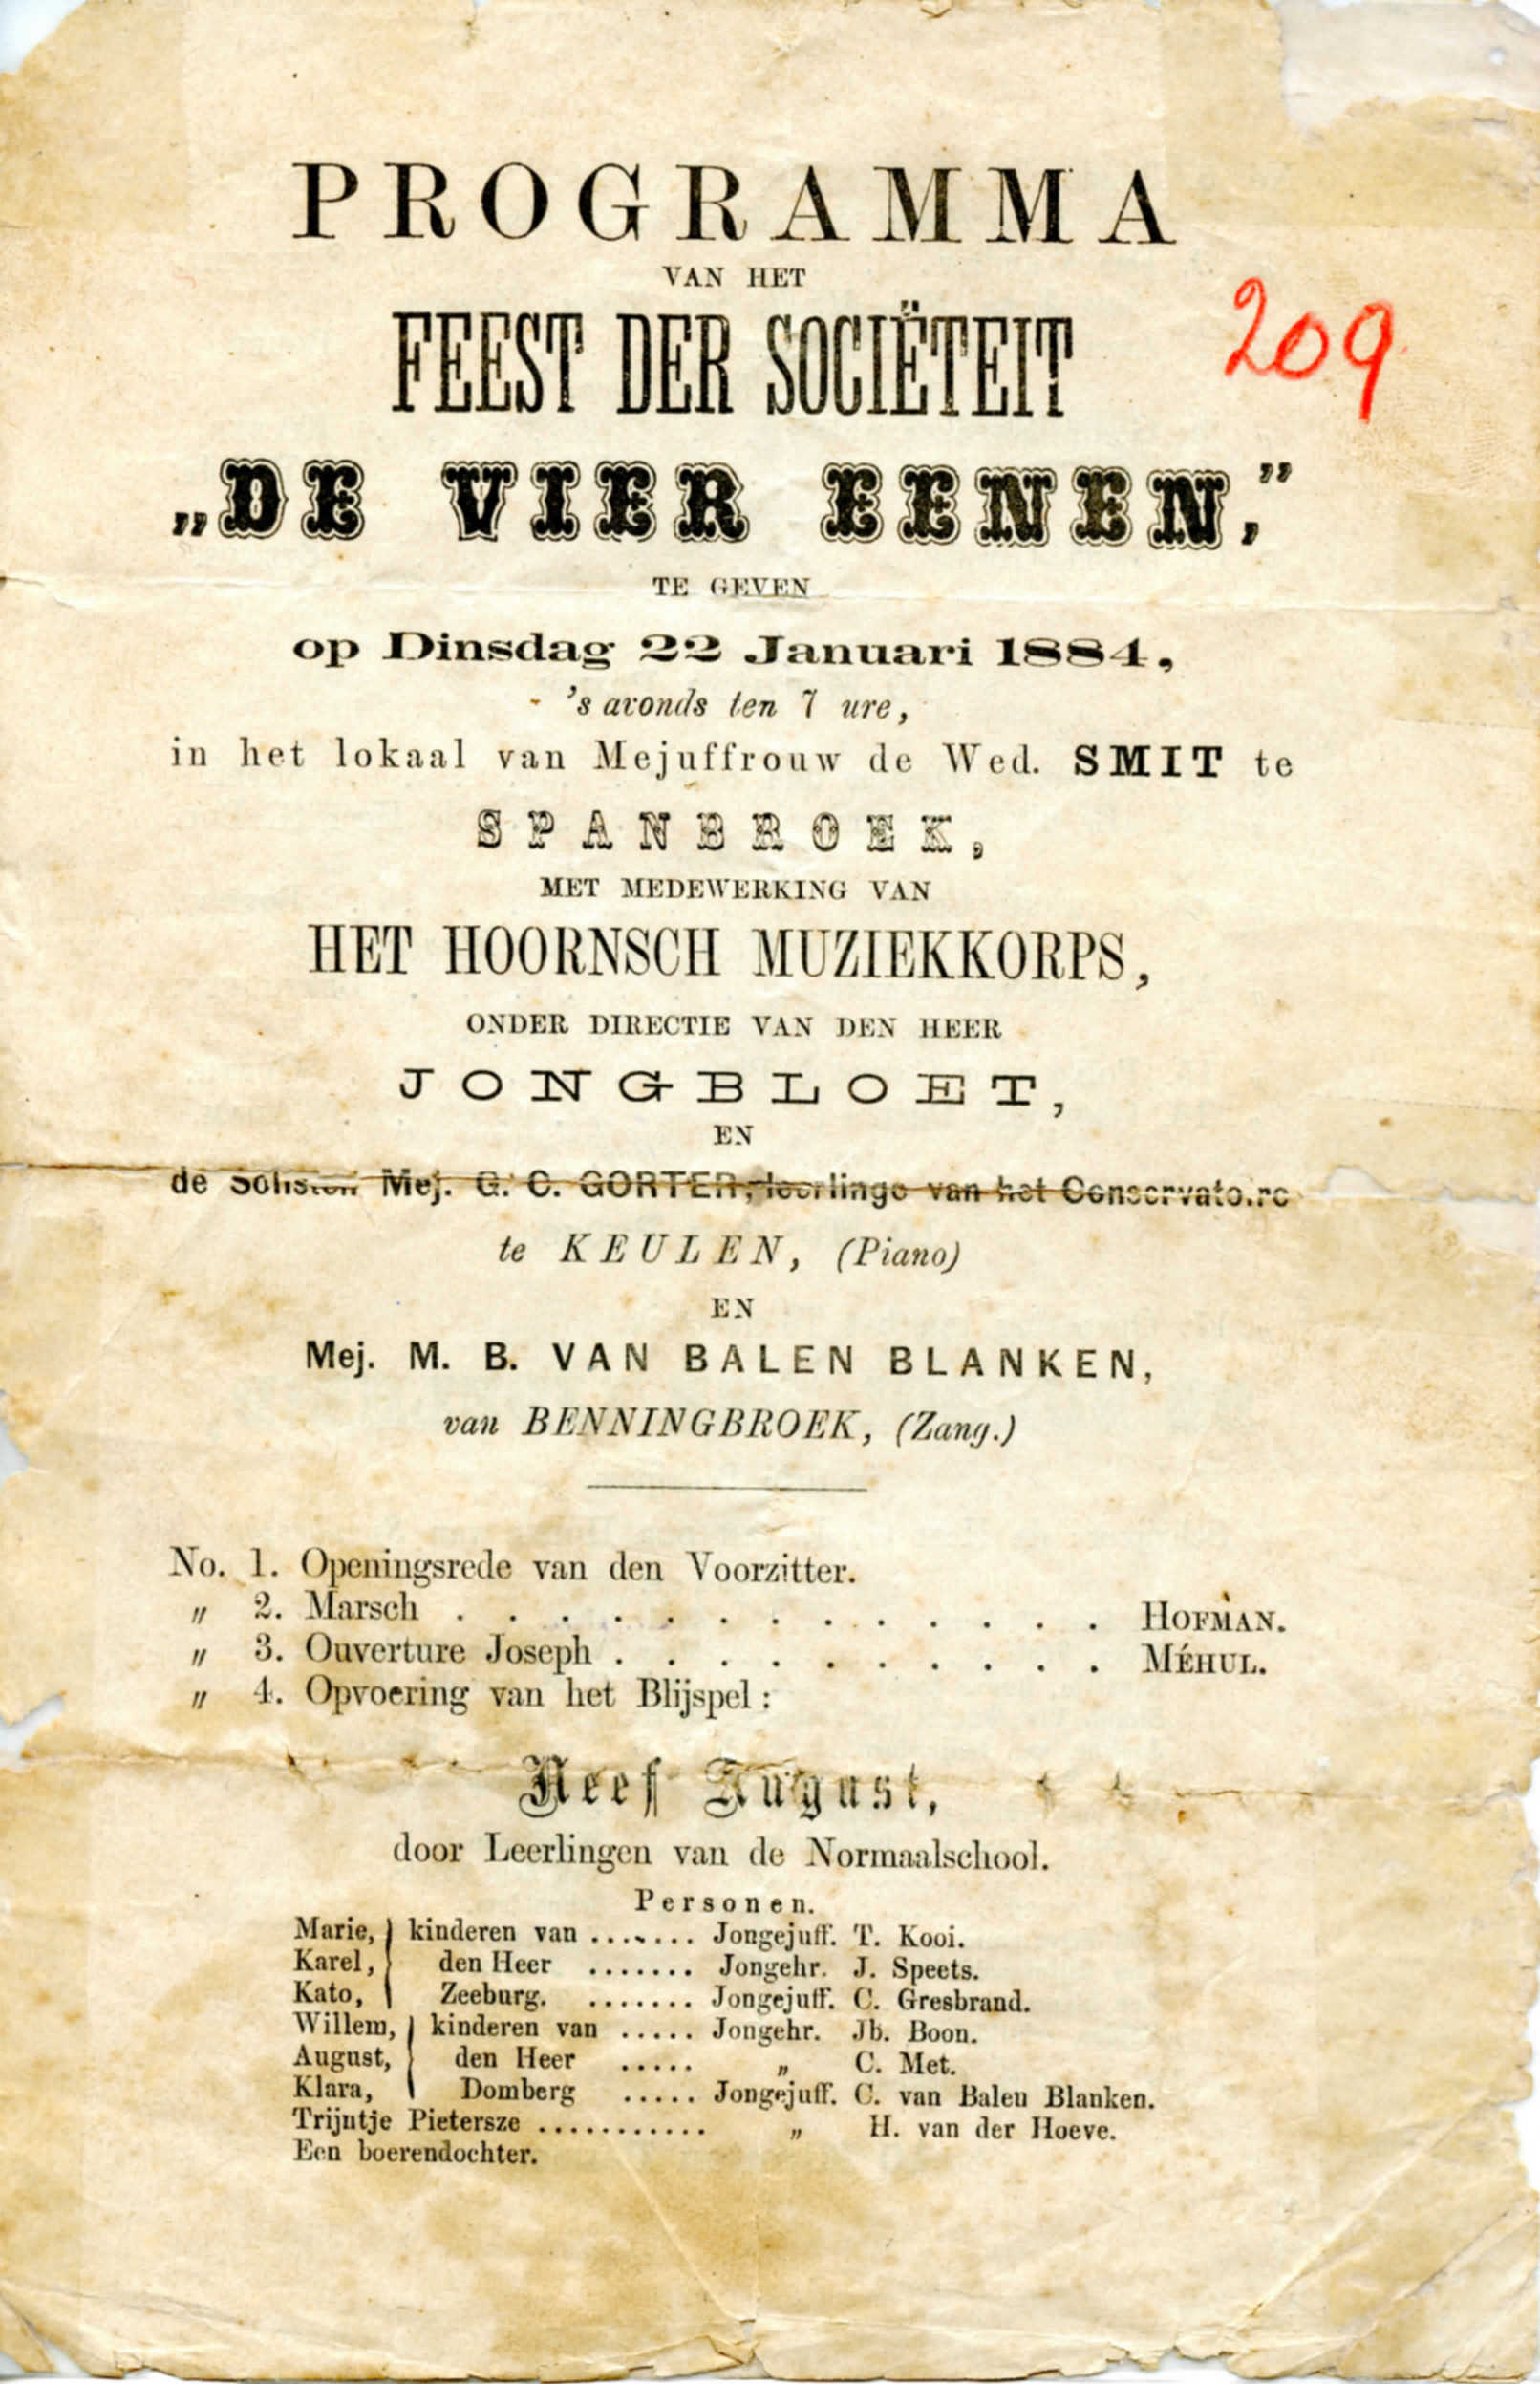 PROGRAMMA
VAN HET
FEEST DER SOCIËTEIT
209
„DE VIER EENEN,”
TE GEVEN
op Dinsdag 22 Januari 1884,
's avonds ten 7 ure,
in het lokaal van Mejuffrouw de Wed. SMIT te
SPANBROEK,
MET MEDEWERKING VAN
HET HOORNSCH MUZIEKKORPS,
ONDER DIRECTIE VAN DEN HEER
JONGBLOET,
EN
de Solisten Mej. G. C. GORTER, leerlinge van het Conservatoire
te KEULEN, (Piano)
EN
Mej. M. B. VAN BALEN BLANKEN,
van BENNINGBROEK, (Zang.)
No. 1. Openingsrede van den Voorzitter.
„ 2. Marsch . . . . . . . . . . . . . HOFMAN.
„ 3. Ouverture Joseph . . . . . . . . . . MÉHUL.
„ 4. Opvoering van het Blijspel :
Neef August,
door Leerlingen van de Normaalschool.
Personen.
Marie, } kinderen van ....... Jongejuff. T. Kooi.
Karel, } den Heer ....... Jongehr. J. Speets.
Kato, } Zeeburg. ....... Jongejuff. C. Gresbrand.
Willem, } kinderen van ..... Jongehr. Jb. Boon.
August, } den Heer ..... „ C. Met.
Klara, } Domberg ..... Jongejuff. C. van Balen Blanken.
Trijntje Pietersze ........... „ H. van der Hoeve.
Een boerendochter.